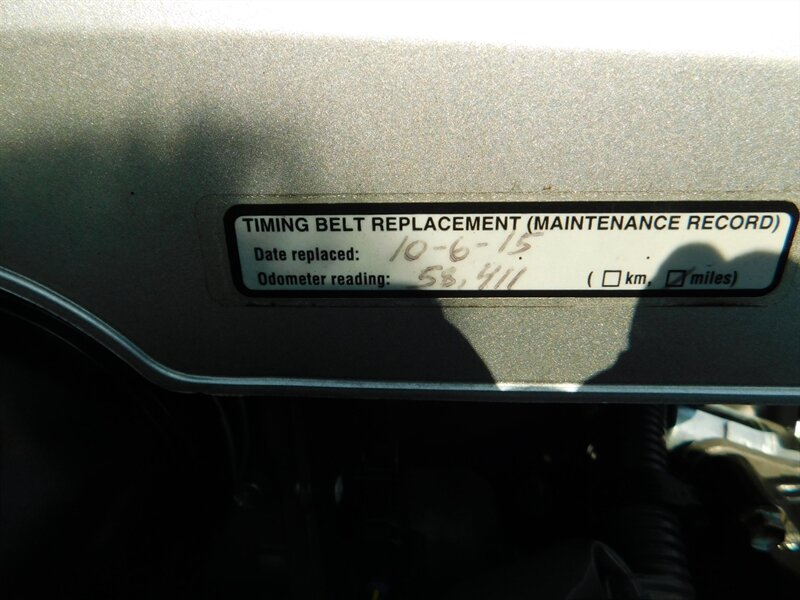 TIMING BELT REPLACEMENT (MAINTENANCE RECORD)
Date replaced: 10-6-15
Odometer reading: 58,411 ( ☐ km, ☑ miles)